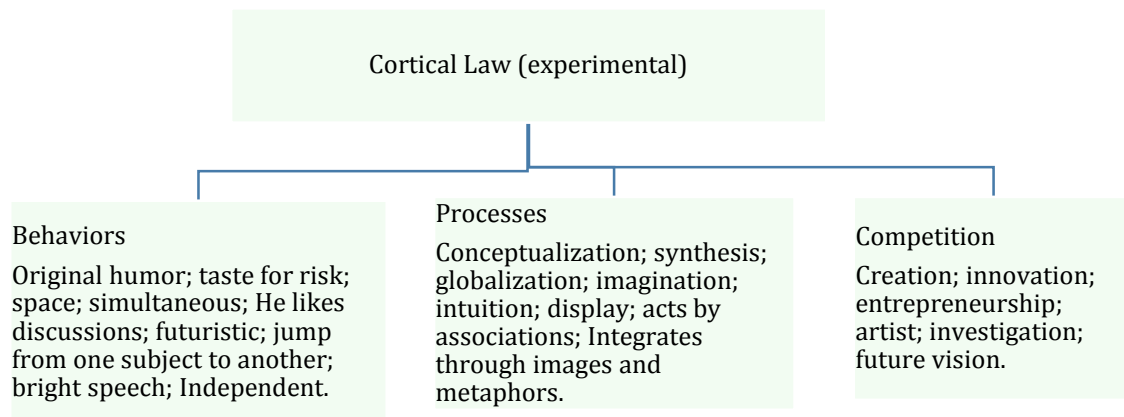 Cortical Law (experimental)
Behaviors
Original humor; taste for risk;
space; simultaneous; He likes
discussions; futuristic; jump
from one subject to another;
bright speech; Independent.
Processes
Conceptualization; synthesis;
globalization; imagination;
intuition; display; acts by
associations; Integrates
through images and
metaphors.
Competition
Creation; innovation;
entrepreneurship;
artist; investigation;
future vision.